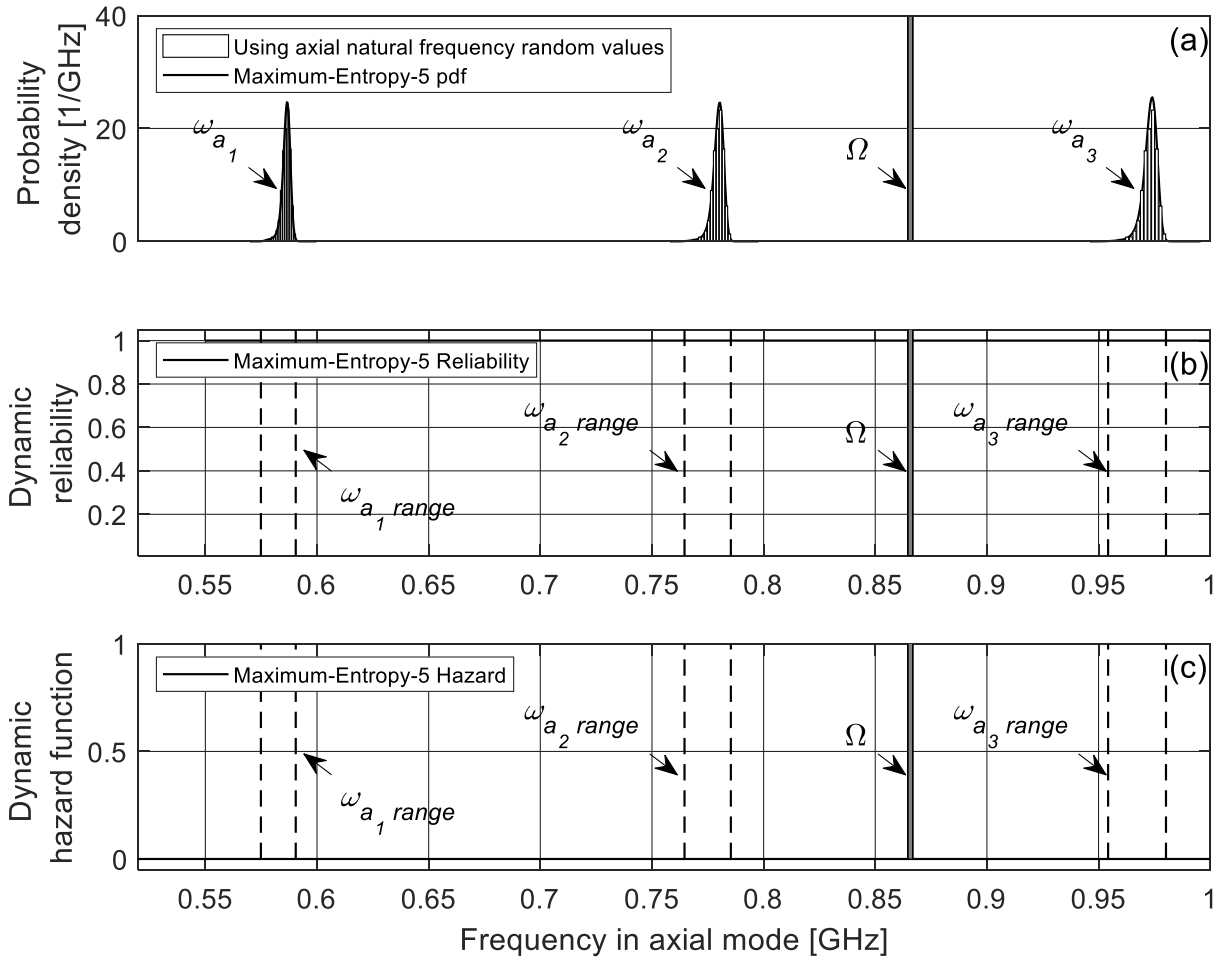 40
20
0
Probability
density [1/GHz]
Using axial natural frequency random values
Maximum-Entropy-5 pdf
(a)
ωa1
ωa2
Ω
ωa3
1
0.8
0.6
0.4
0.2
Dynamic
reliability
Maximum-Entropy-5 Reliability
(b)
ωa1 range
ωa2 range
Ω
ωa3 range
0.55 0.6 0.65 0.7 0.75 0.8 0.85 0.9 0.95 1
1
0.5
0
Dynamic
hazard function
Maximum-Entropy-5 Hazard
(c)
ωa1 range
ωa2 range
Ω
ωa3 range
0.55 0.6 0.65 0.7 0.75 0.8 0.85 0.9 0.95 1
Frequency in axial mode [GHz]